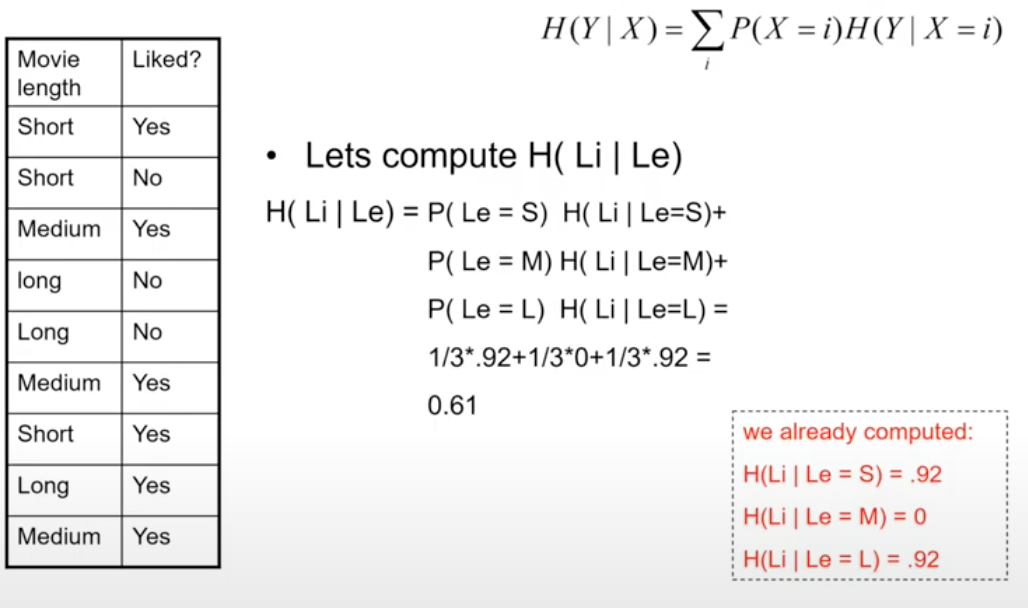 H(Y | X) = ∑ P(X = i)H(Y | X = i)
i
Movie length Liked?
Short Yes
Short No
Medium Yes
long No
Long No
Medium Yes
Short Yes
Long Yes
Medium Yes
• Lets compute H( Li | Le)
H( Li | Le) = P( Le = S) H( Li | Le=S)+
P( Le = M) H( Li | Le=M)+
P( Le = L) H( Li | Le=L) =
1/3*.92+1/3*0+1/3*.92 =
0.61
we already computed:
H(Li | Le = S) = .92
H(Li | Le = M) = 0
H(Li | Le = L) = .92